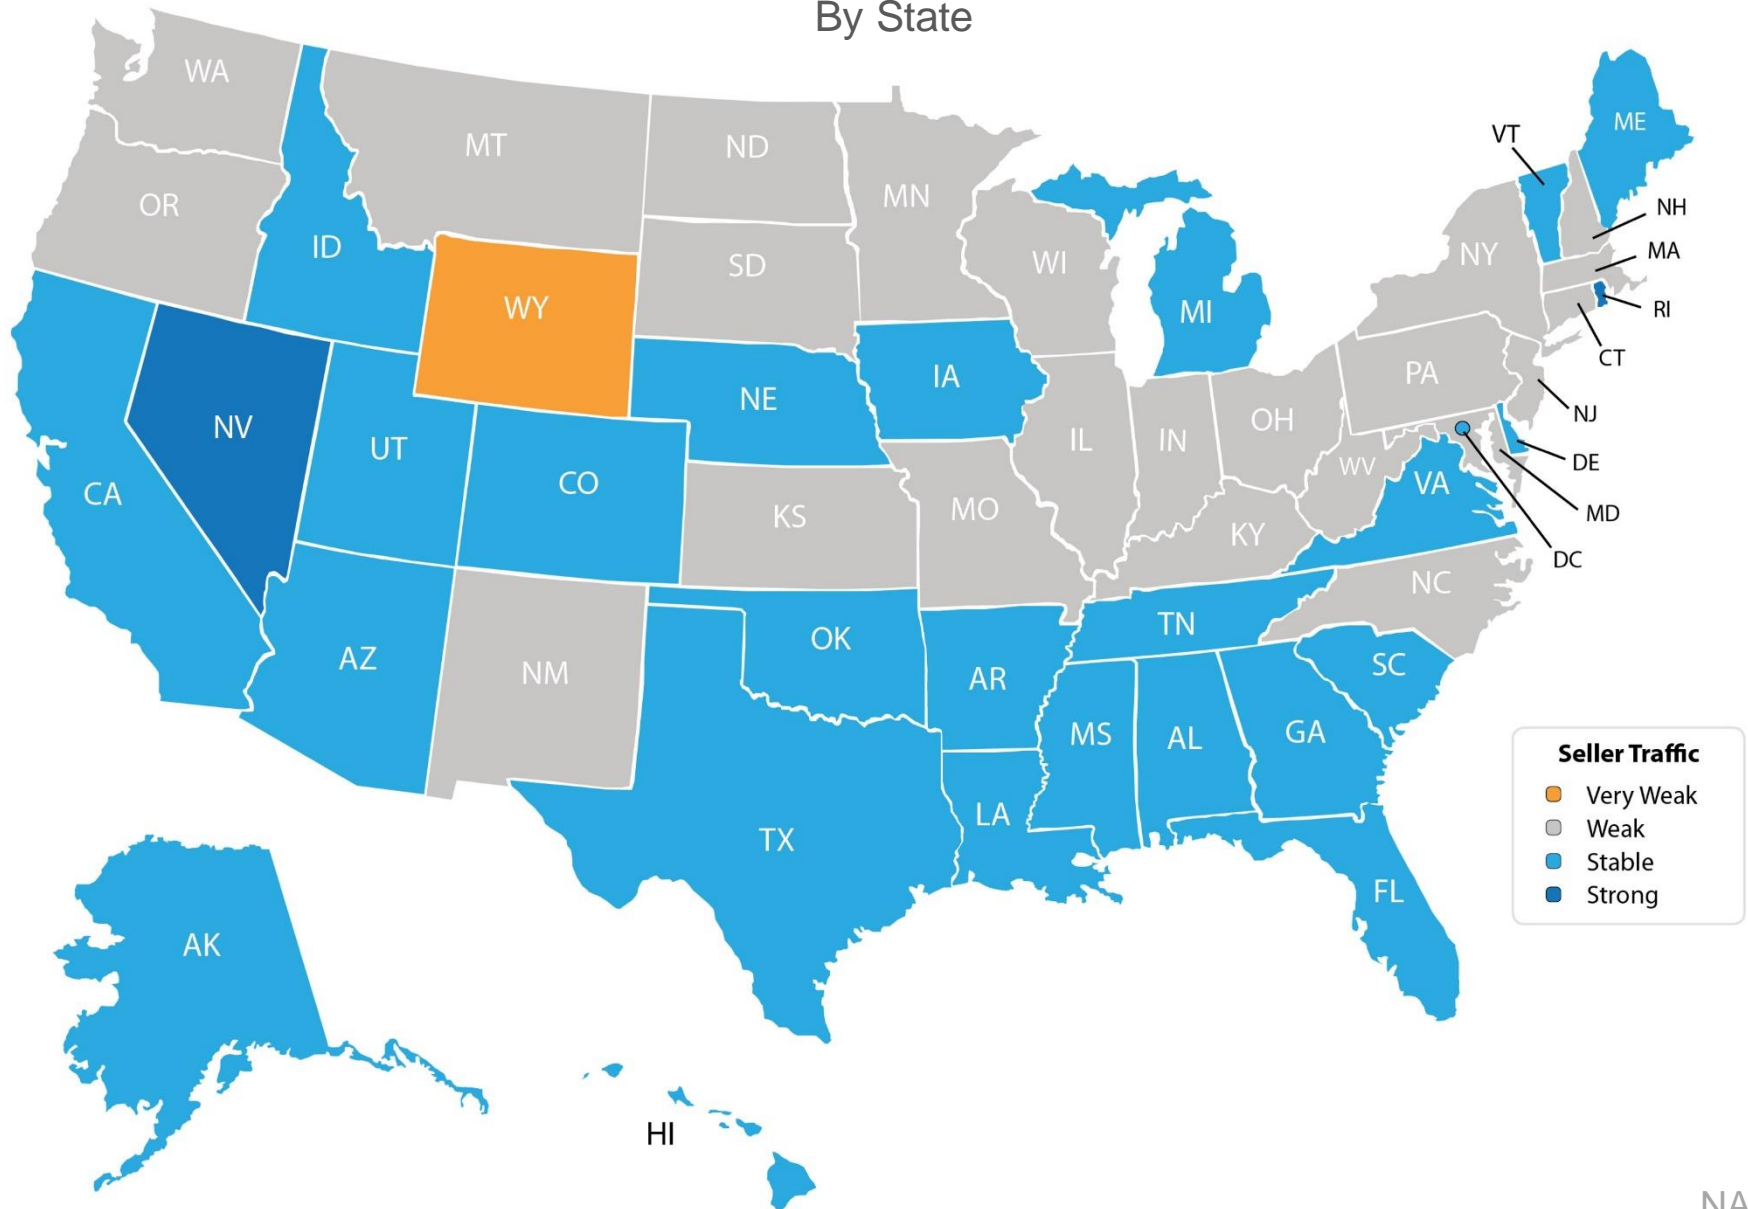 By State
WA
MT
ND
MN
VT
ME
OR
ID
WY
SD
WI
MI
NY
NH
MA
RI
CT
NV
UT
CO
NE
IA
IL
IN
OH
PA
NJ
CA
KS
MO
WV
VA
DE
MD
DC
KY
NC
AZ
NM
OK
AR
TN
SC
MS
AL
GA
TX
LA
FL
Seller Traffic
Very Weak
Weak
Stable
Strong
AK
HI
NA